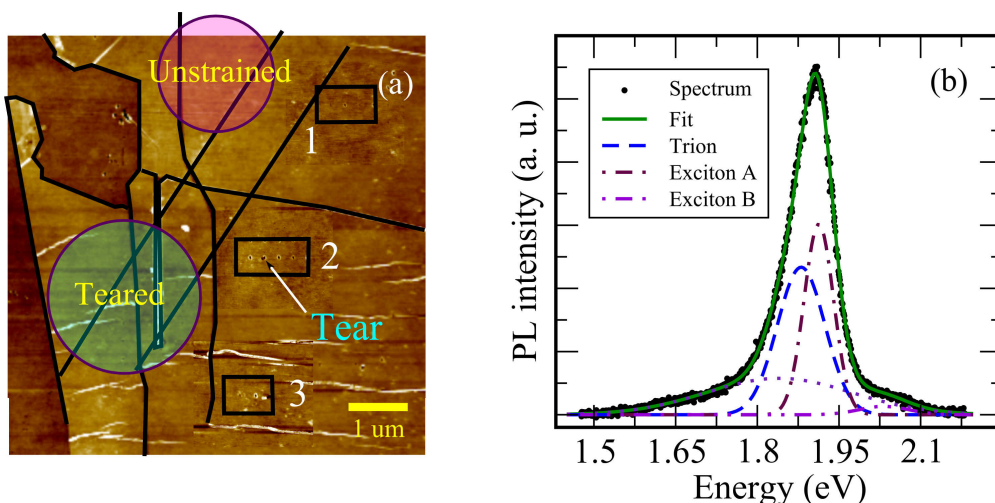 Unstrained
(a)
1
2
Teared
Tear
3
1 um
(b)
Spectrum
Fit
Trion
Exciton A
Exciton B
PL intensity (a. u.)
1.5 1.65 1.8 1.95 2.1
Energy (eV)